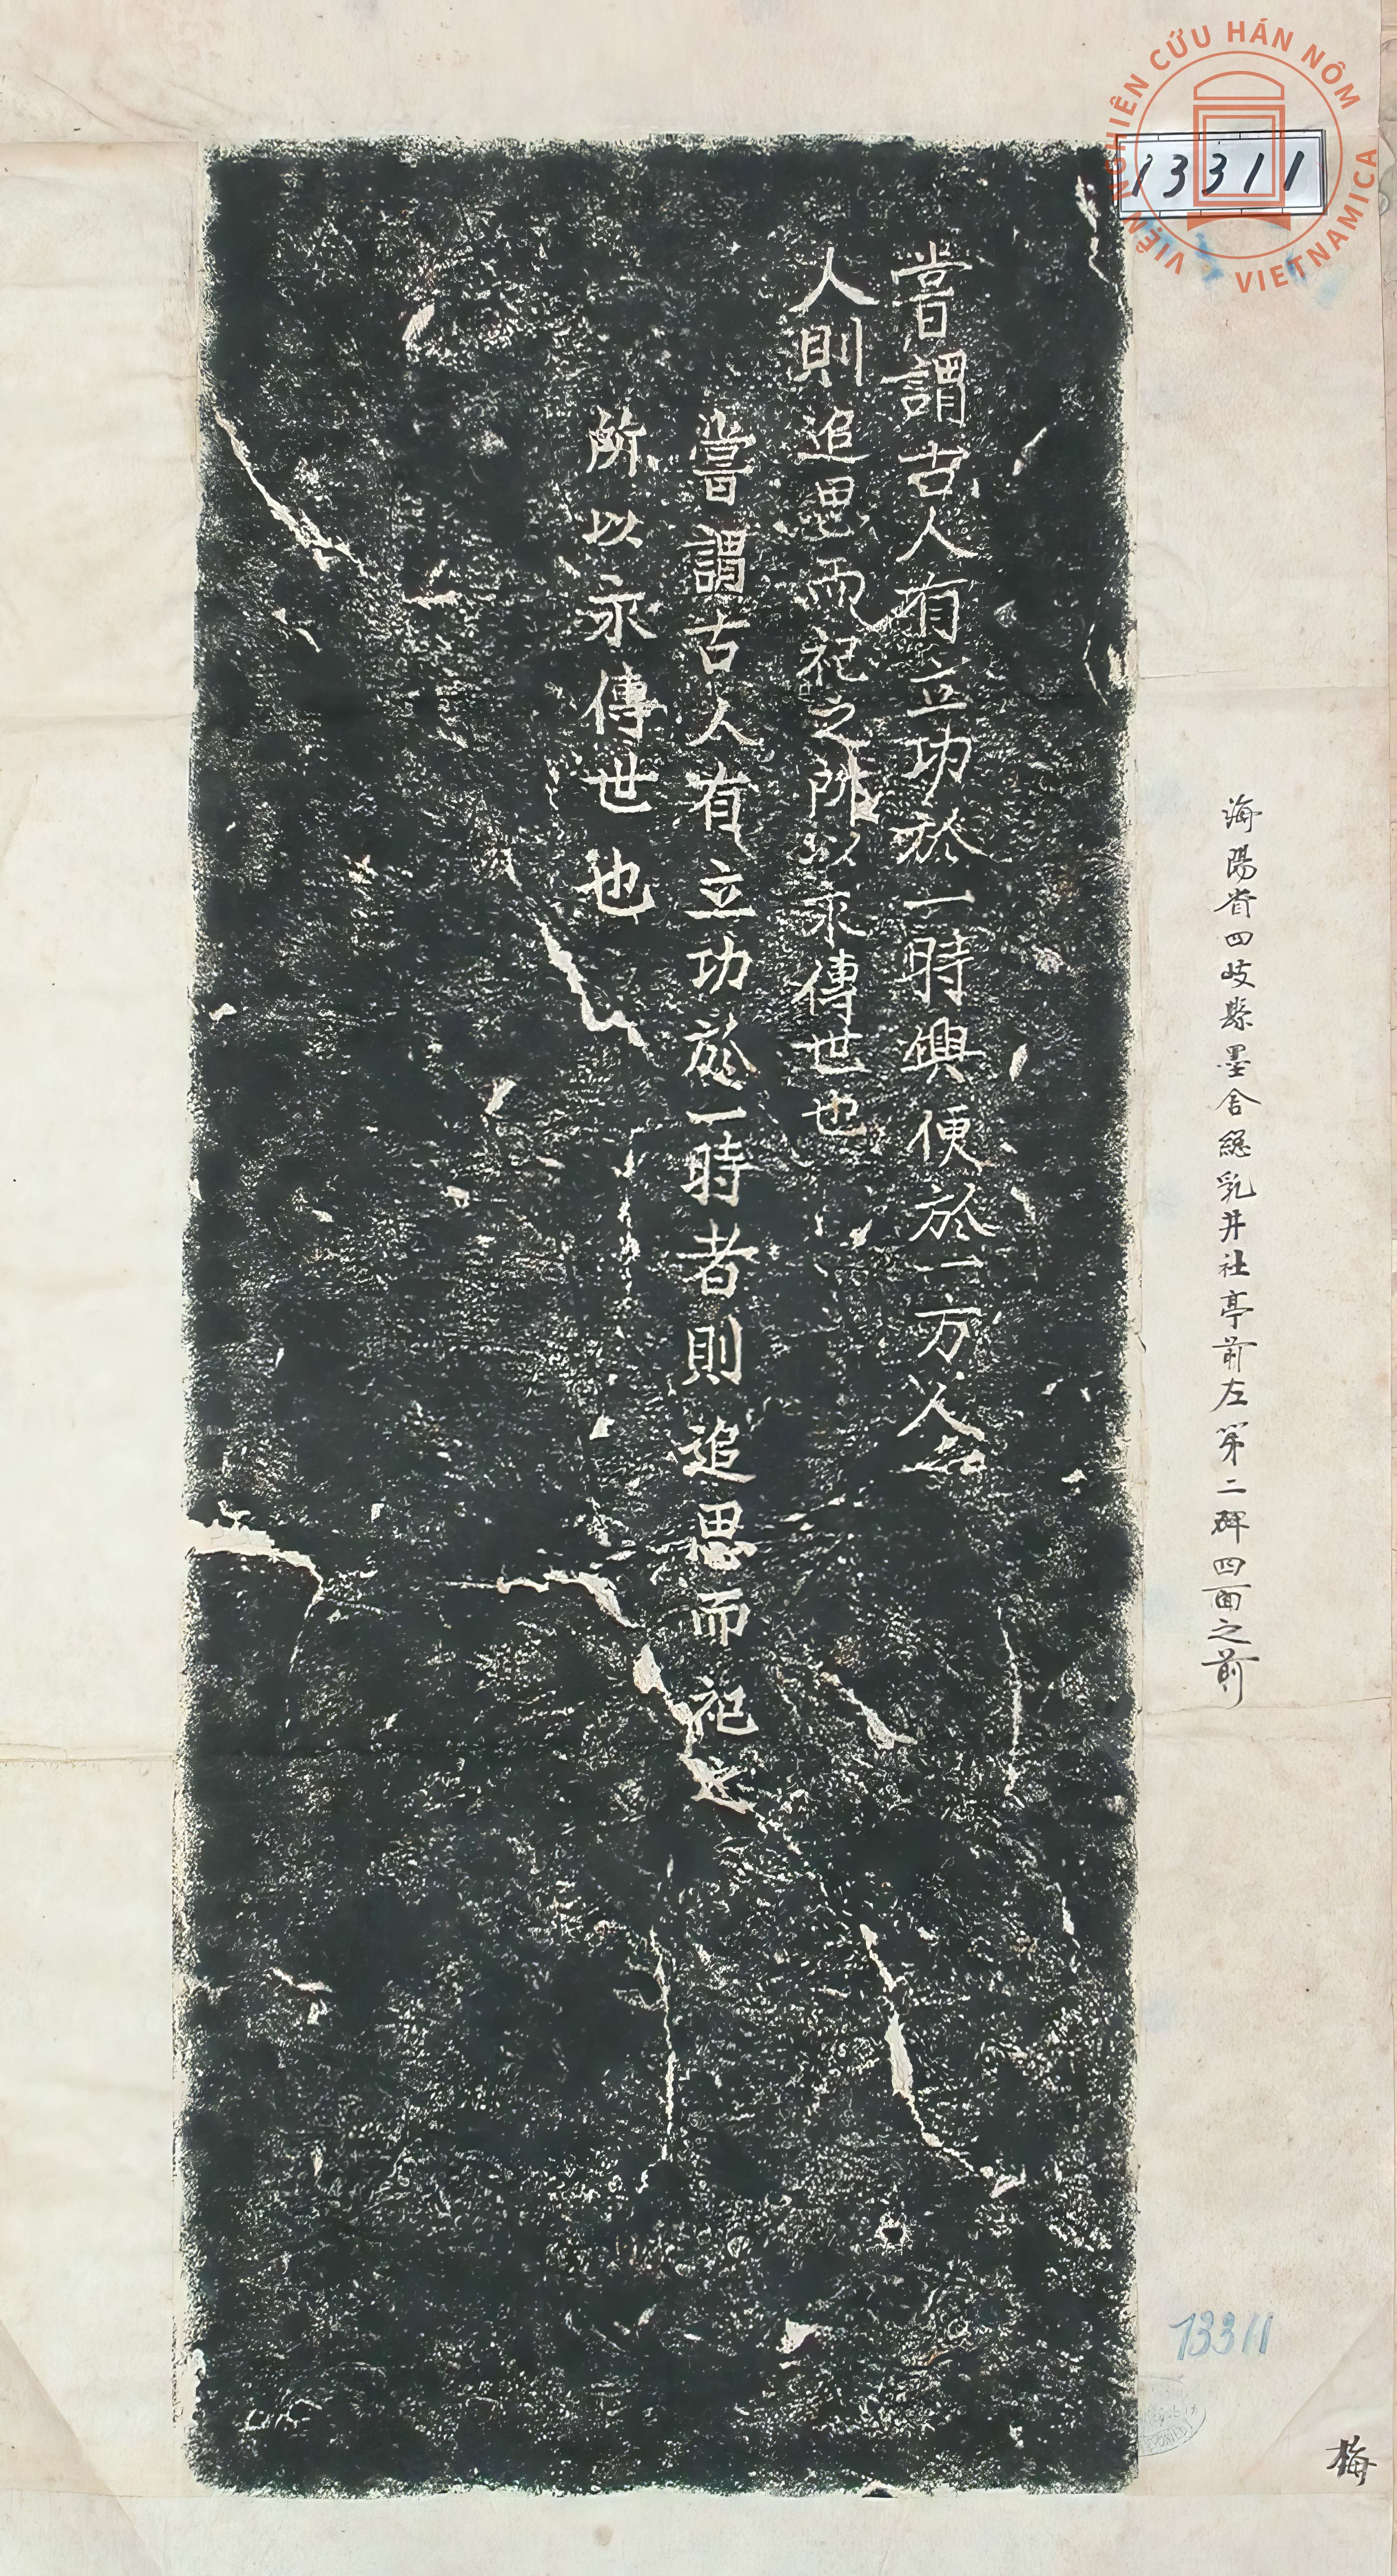 VIỆN NGHIÊN CỨU HÁN NÔM
VIETNAMICA
13311
嘗謂古人有立功於一時興便於一方人
人則追思而祀之所以永傳世也
嘗謂古人有立功於一時者則追思而祀之
所以永傳世也
海陽省四岐縣墨舍總乳井社亭前左第二碑四面之前
13311
梅